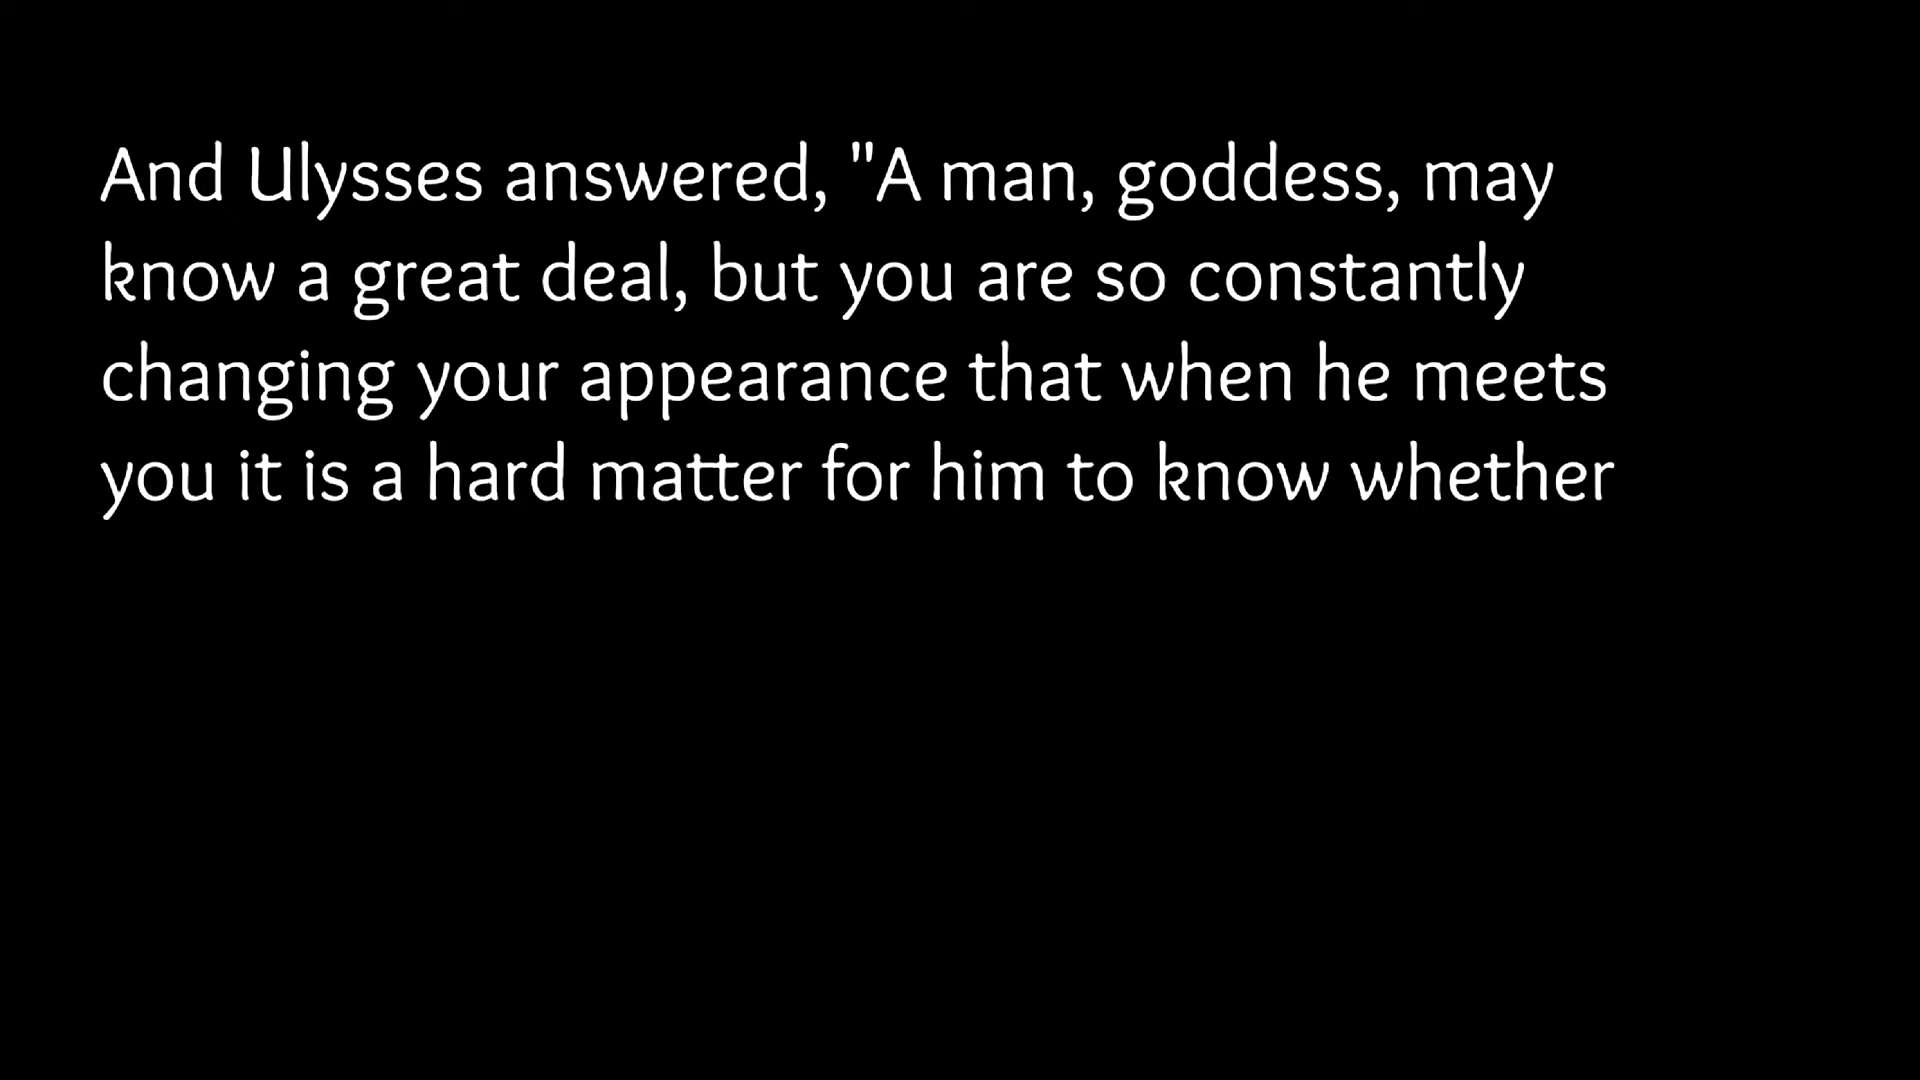 And Ulysses answered, "A man, goddess, may
know a great deal, but you are so constantly
changing your appearance that when he meets
you it is a hard matter for him to know whether